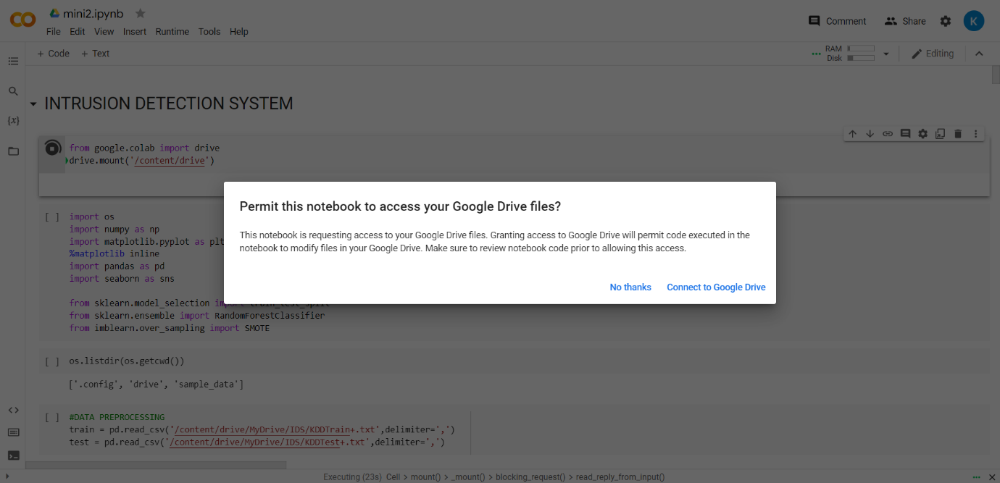 mini2.ipynb
File Edit View Insert Runtime Tools Help
Comment Share K
+ Code + Text
RAM
Disk
Editing
INTRUSION DETECTION SYSTEM
{x}
from google.colab import drive
drive.mount('/content/drive')
Permit this notebook to access your Google Drive files?
This notebook is requesting access to your Google Drive files. Granting access to Google Drive will permit code executed in the
notebook to modify files in your Google Drive. Make sure to review notebook code prior to allowing this access.
No thanks Connect to Google Drive
[ ] import os
import numpy as np
import matplotlib.pyplot as plt
%matplotlib inline
import pandas as pd
import seaborn as sns
from sklearn.model_selection import train_test_split
from sklearn.ensemble import RandomForestClassifier
from imblearn.over_sampling import SMOTE
[ ] os.listdir(os.getcwd())
['.config', 'drive', 'sample_data']
[ ] #DATA PREPROCESSING
train = pd.read_csv('/content/drive/MyDrive/IDS/KDDTrain+.txt',delimiter=',')
test = pd.read_csv('/content/drive/MyDrive/IDS/KDDTest+.txt',delimiter=',')
Executing (23s) Cell > mount() > _mount() > blocking_request() > read_reply_from_input()